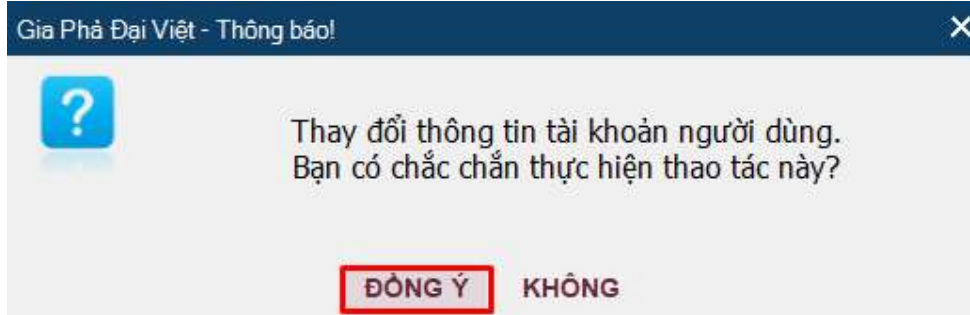 Gia Phả Đại Việt - Thông báo!
Thay đổi thông tin tài khoản người dùng.
Bạn có chắc chắn thực hiện thao tác này?
ĐỒNG Ý KHÔNG